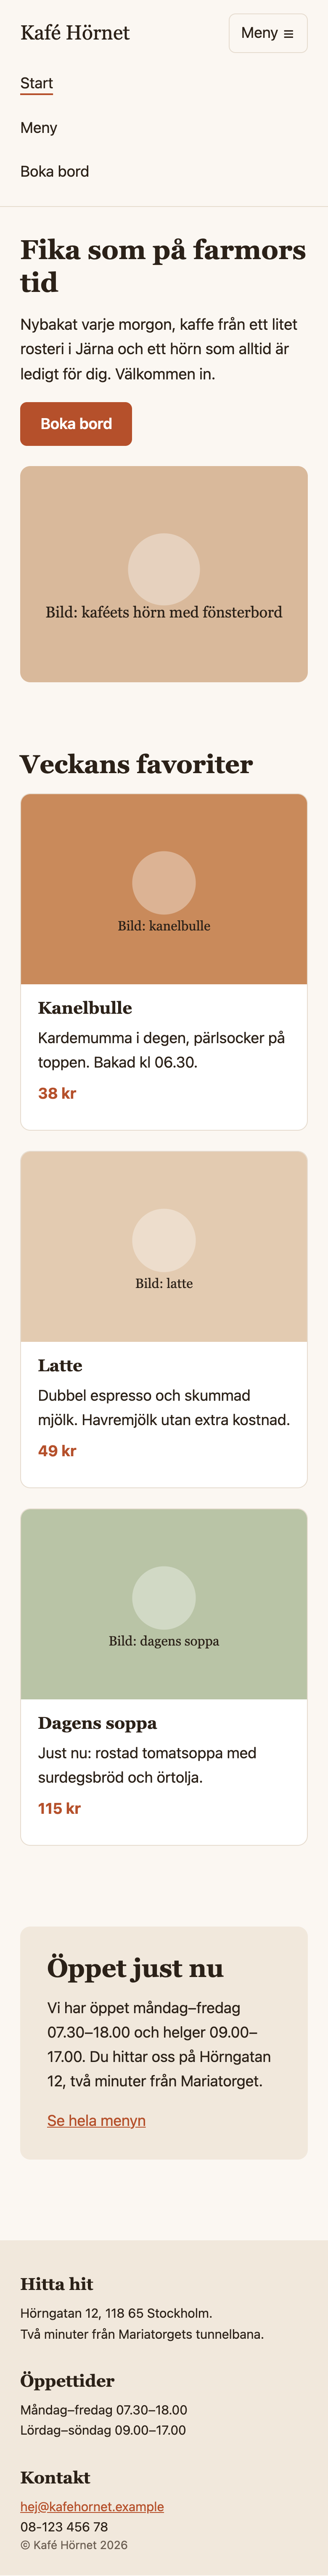 Kafé Hörnet
Meny ≡
Start
Meny
Boka bord
Fika som på farmors
tid
Nybakat varje morgon, kaffe från ett litet
rosteri i Järna och ett hörn som alltid är
ledigt för dig. Välkommen in.
Boka bord
Bild: kaféets hörn med fönsterbord
Veckans favoriter
Bild: kanelbulle
Kanelbulle
Kardemumma i degen, pärlsocker på
toppen. Bakad kl 06.30.
38 kr
Bild: latte
Latte
Dubbel espresso och skummad
mjölk. Havremjölk utan extra kostnad.
49 kr
Bild: dagens soppa
Dagens soppa
Just nu: rostad tomatsoppa med
surdegsbröd och örtolja.
115 kr
Öppet just nu
Vi har öppet måndag–fredag
07.30–18.00 och helger 09.00–
17.00. Du hittar oss på Hörngatan
12, två minuter från Mariatorget.
Se hela menyn
Hitta hit
Hörngatan 12, 118 65 Stockholm.
Två minuter från Mariatorgets tunnelbana.
Öppettider
Måndag–fredag 07.30–18.00
Lördag–söndag 09.00–17.00
Kontakt
hej@kafehornet.example
08-123 456 78
© Kafé Hörnet 2026